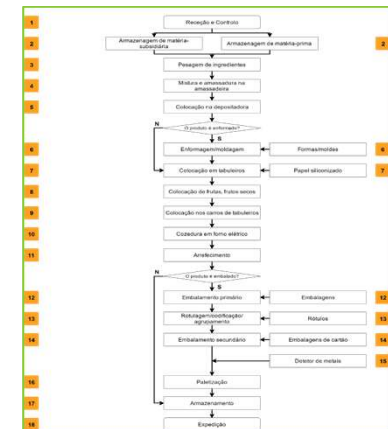 1 Receção e Controlo
2 Armazenagem de matéria-
subsidiária
Armazenagem de matéria-prima 2
3 Pesagem de ingredientes
4 Mistura e amassadura na
amassadeira
5 Colocação na depositadora
N O produto é enformado?
S
6 Enformagem/moldagem Formas/moldes 6
7 Colocação em tabuleiros Papel siliconizado 7
8 Colocação de frutas, frutos secos
9 Colocação nos carros de tabuleiros
10 Cozedura em forno elétrico
11 Arrefecimento
N O produto é embalado?
S
12 Embalamento primário Embalagens 12
13 Rotulagem/codificação/
agrupamento
Rótulos 13
14 Embalamento secundário Embalagens de cartão 14
Detetor de metais 15
16 Paletização
17 Armazenamento
18 Expedição